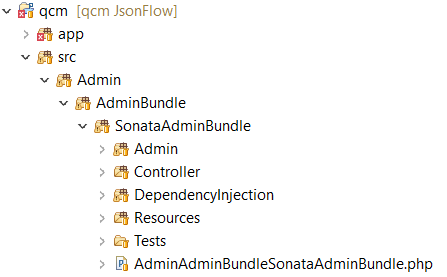 qcm [qcm JsonFlow]
app
src
Admin
AdminBundle
SonataAdminBundle
Admin
Controller
DependencyInjection
Resources
Tests
AdminAdminBundleSonataAdminBundle.php